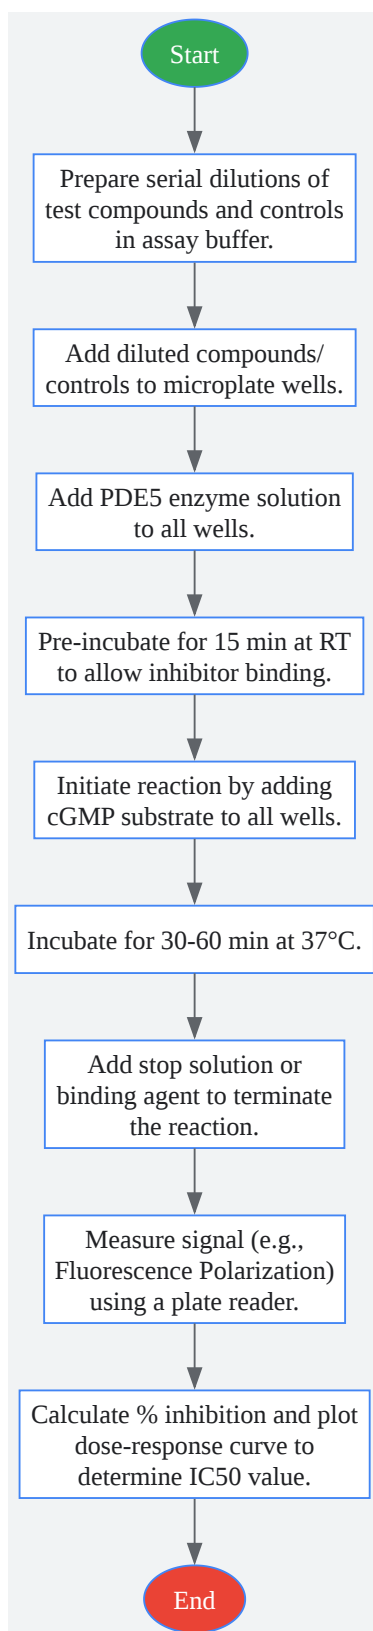 Start
Prepare serial dilutions of
test compounds and controls
in assay buffer.
Add diluted compounds/
controls to microplate wells.
Add PDE5 enzyme solution
to all wells.
Pre-incubate for 15 min at RT
to allow inhibitor binding.
Initiate reaction by adding
cGMP substrate to all wells.
Incubate for 30-60 min at 37°C.
Add stop solution or
binding agent to terminate
the reaction.
Measure signal (e.g.,
Fluorescence Polarization)
using a plate reader.
Calculate % inhibition and plot
dose-response curve to
determine IC50 value.
End